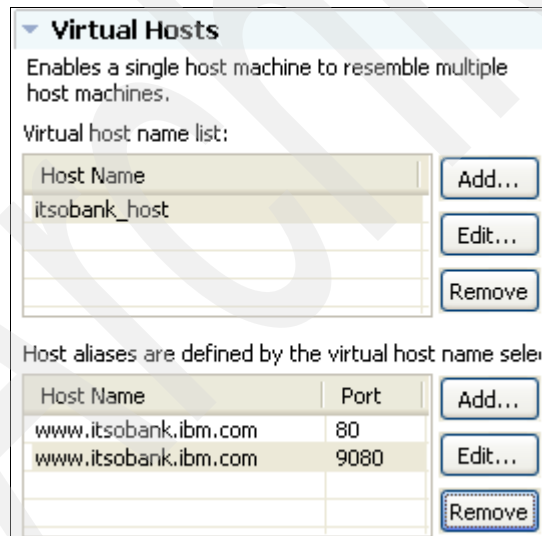 Virtual Hosts
Enables a single host machine to resemble multiple
host machines.
Virtual host name list:
Host Name
Add...
itsobank_host
Edit...
Remove
Host aliases are defined by the virtual host name
Host Name Port
Add...
www.itsobank.ibm.com 80
www.itsobank.ibm.com 9080
Edit...
Remove